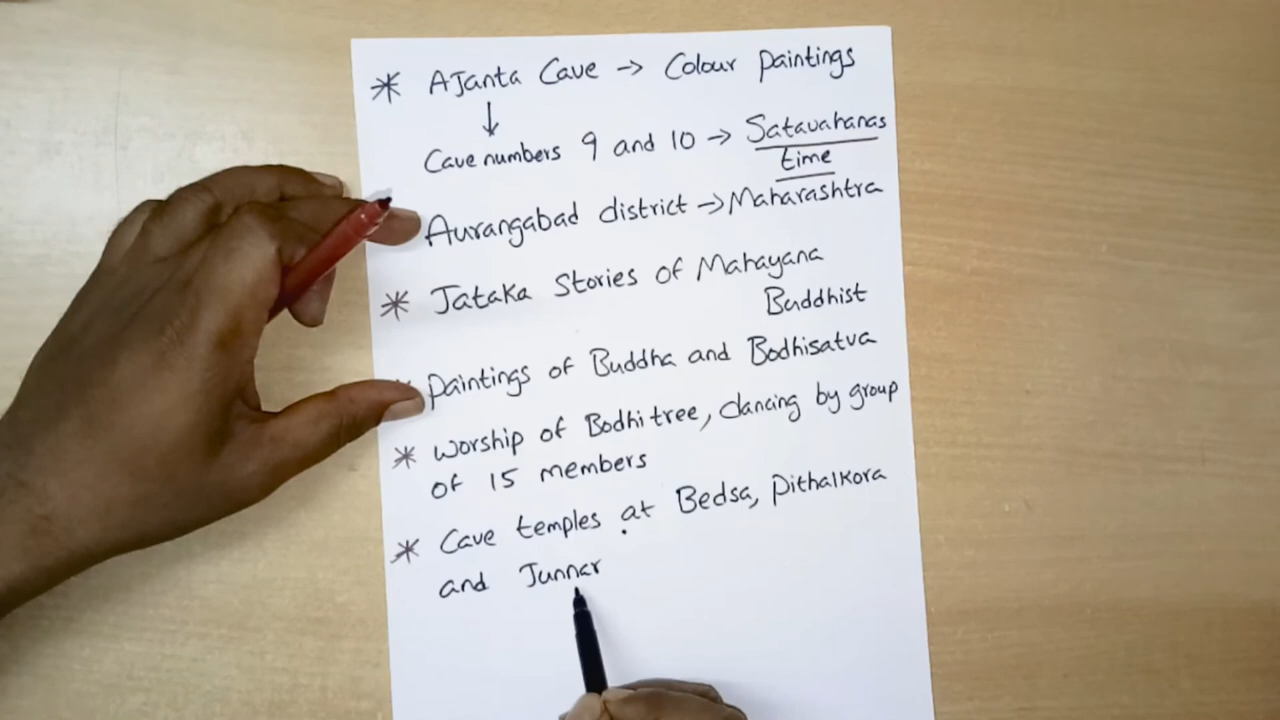 * AJanta Cave → Colour Paintings
↓
Cave numbers 9 and 10 → Satavahanas
time
Aurangabad district → Maharashtra
* Jataka Stories of Mahayana
Buddhist
Paintings of Buddha and Bodhisatva
* Worship of Bodhi tree, dancing by group
of 15 members
* Cave temples at Bedsa, Pithalkora
and Junnar